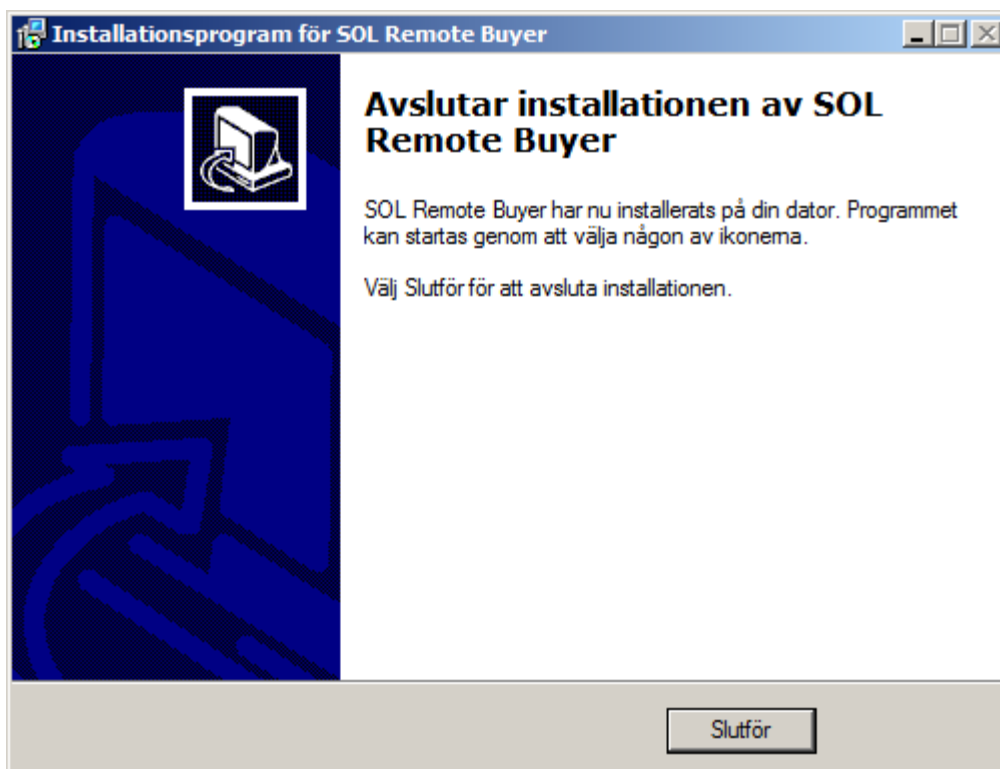 Installationsprogram för SOL Remote Buyer
Avslutar installationen av SOL
Remote Buyer
SOL Remote Buyer har nu installerats på din dator. Programmet
kan startas genom att välja någon av ikonerna.
Välj Slutför för att avsluta installationen.
Slutför